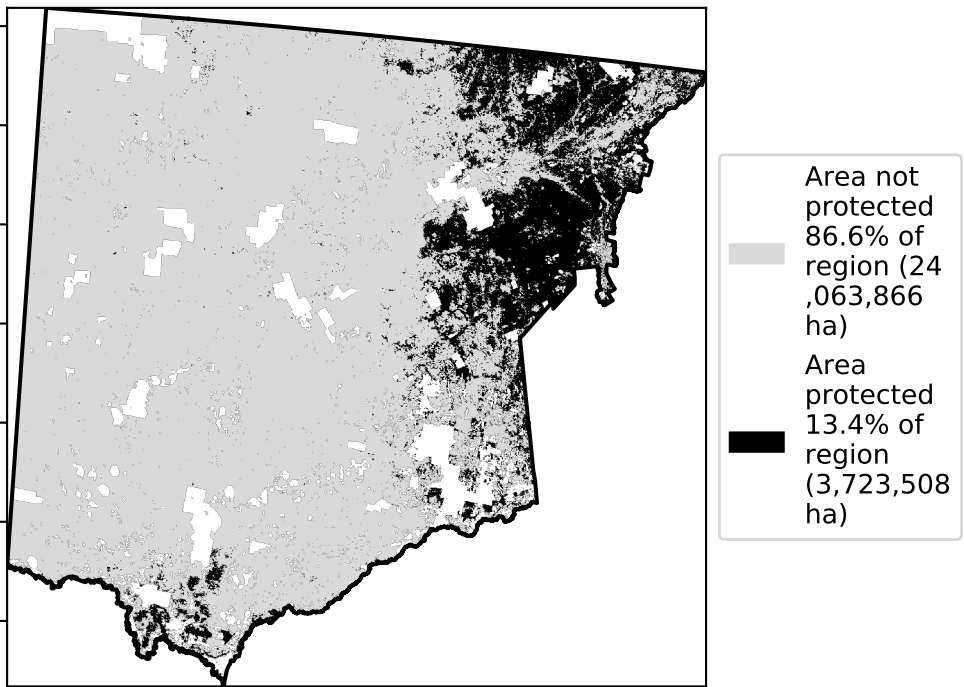 Area not
protected
86.6% of
region (24
,063,866
ha)
Area
protected
13.4% of
region
(3,723,508
ha)